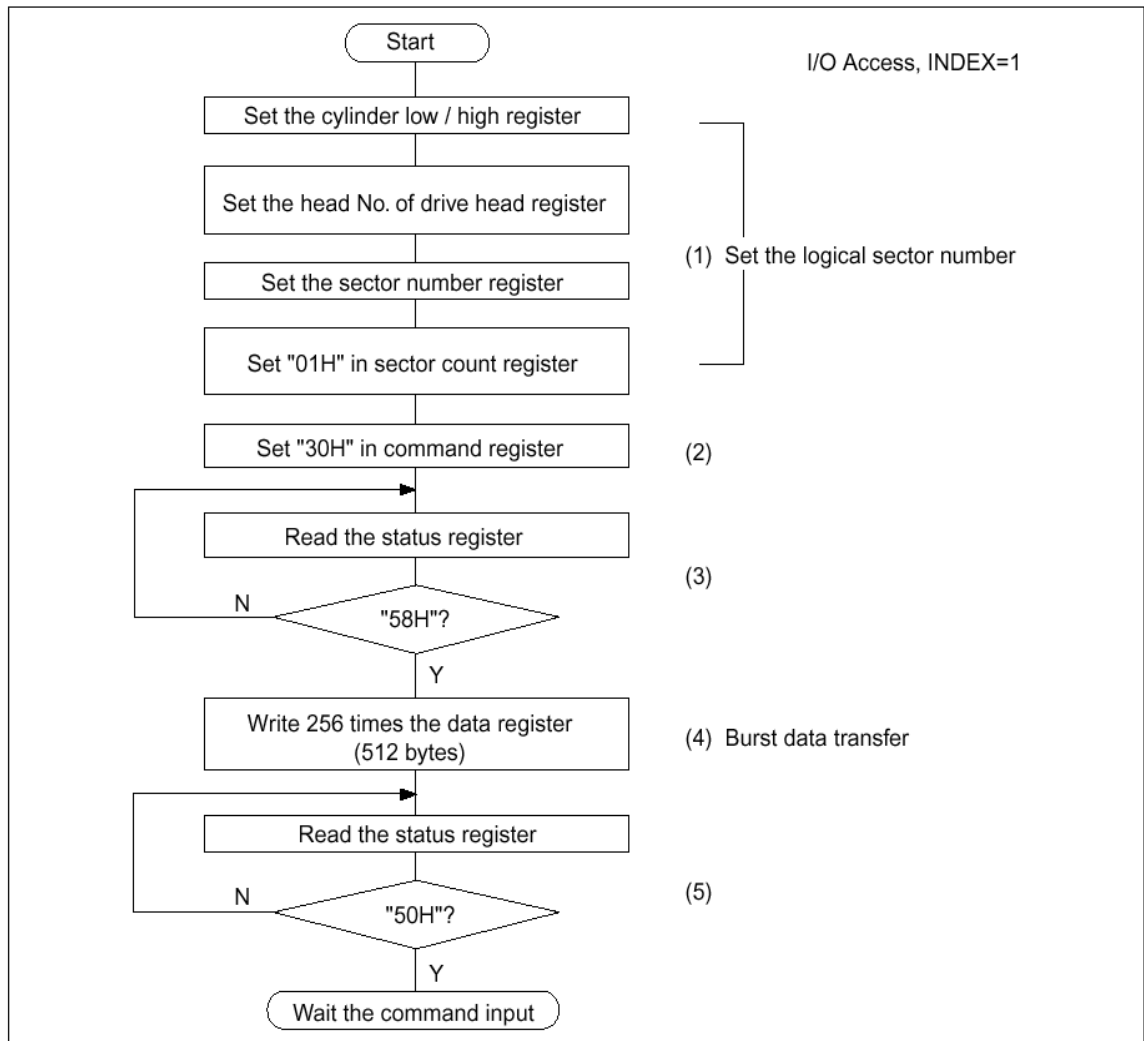 Start
I/O Access, INDEX=1
Set the cylinder low / high register
Set the head No. of drive head register
(1) Set the logical sector number
Set the sector number register
Set "01H" in sector count register
Set "30H" in command register
(2)
Read the status register
(3)
N
"58H"?
Y
Write 256 times the data register
(512 bytes)
(4) Burst data transfer
Read the status register
N
(5)
"50H"?
Y
Wait the command input